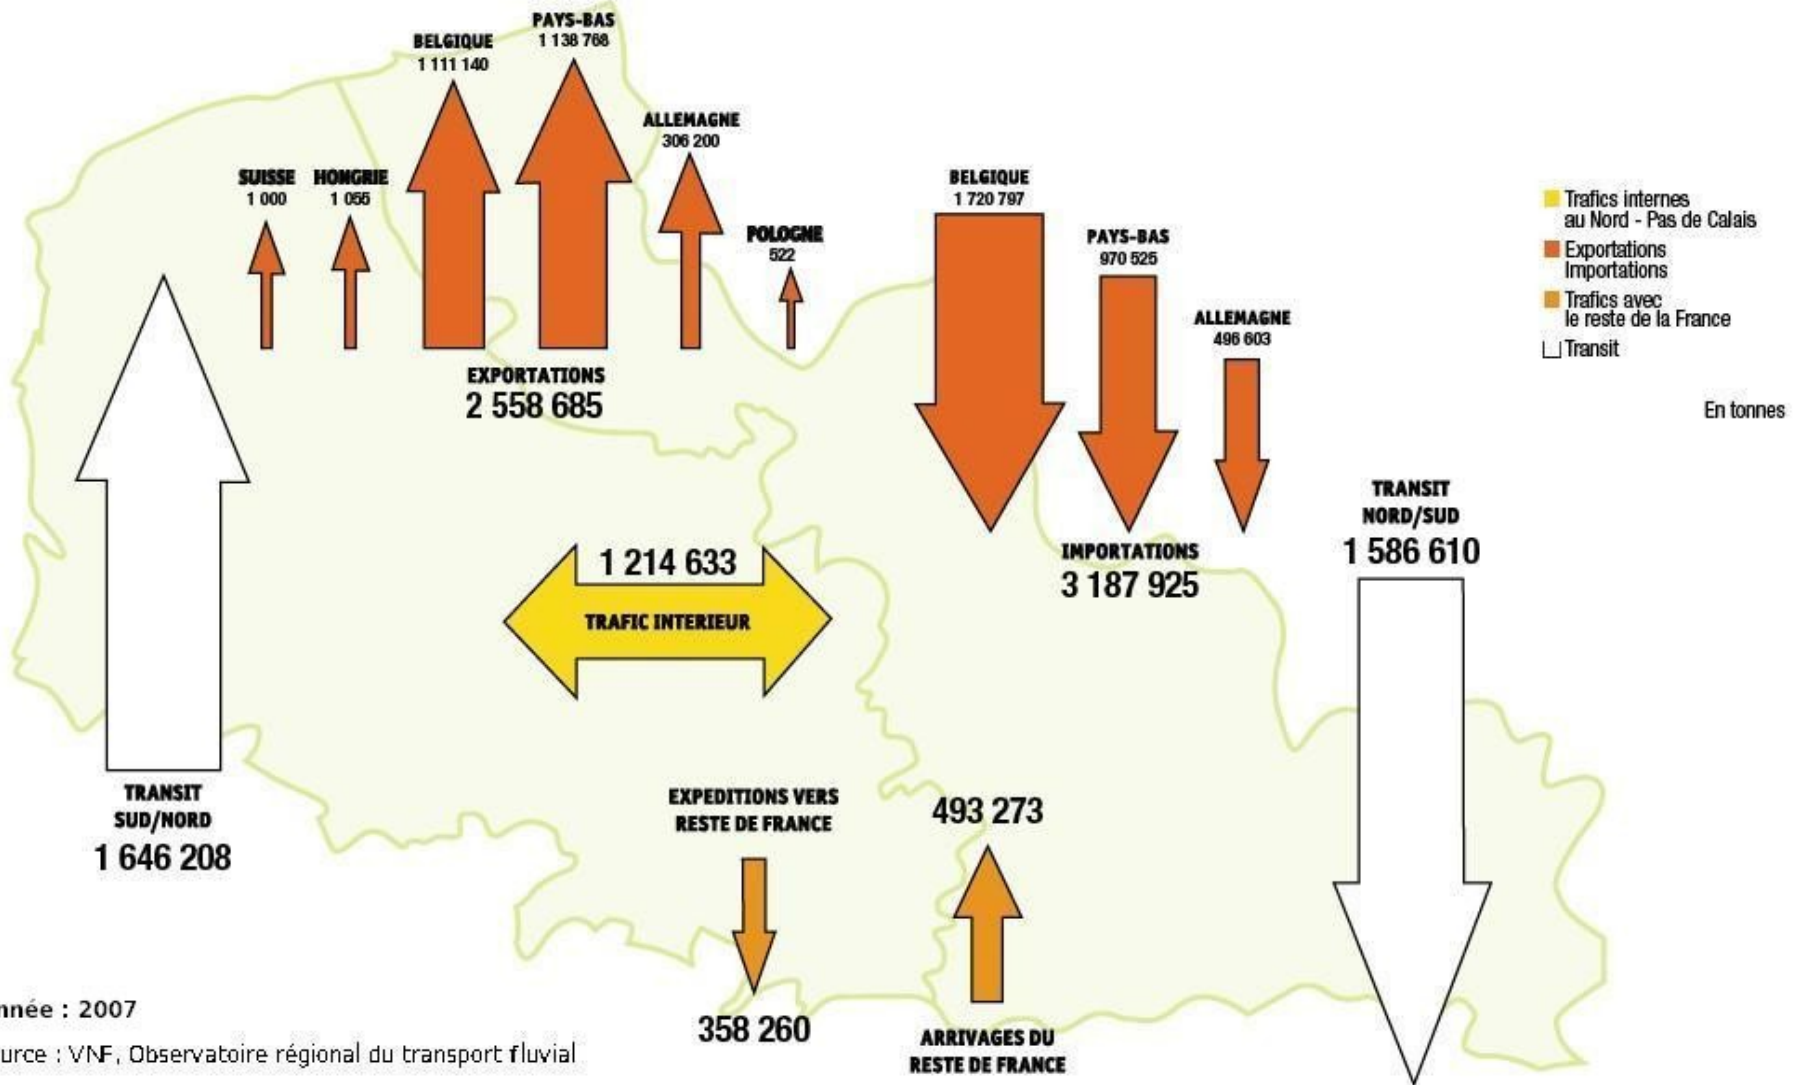 PAYS-BAS
1 138 768
BELGIQUE
1 111 140
ALLEMAGNE
306 200
SUISSE
1 000
HONGRIE
1 055
POLOGNE
522
EXPORTATIONS
2 558 685
BELGIQUE
1 720 797
PAYS-BAS
970 525
ALLEMAGNE
496 603
IMPORTATIONS
3 187 925
Trafics internes
au Nord - Pas de Calais
Exportations
Importations
Trafics avec
le reste de la France
Transit
En tonnes
TRANSIT
NORD/SUD
1 586 610
1 214 633
TRAFIC INTERIEUR
TRANSIT
SUD/NORD
1 646 208
EXPEDITIONS VERS
RESTE DE FRANCE
358 260
493 273
ARRIVAGES DU
RESTE DE FRANCE
nnée : 2007
urce : VNF, Observatoire régional du transport fluvial